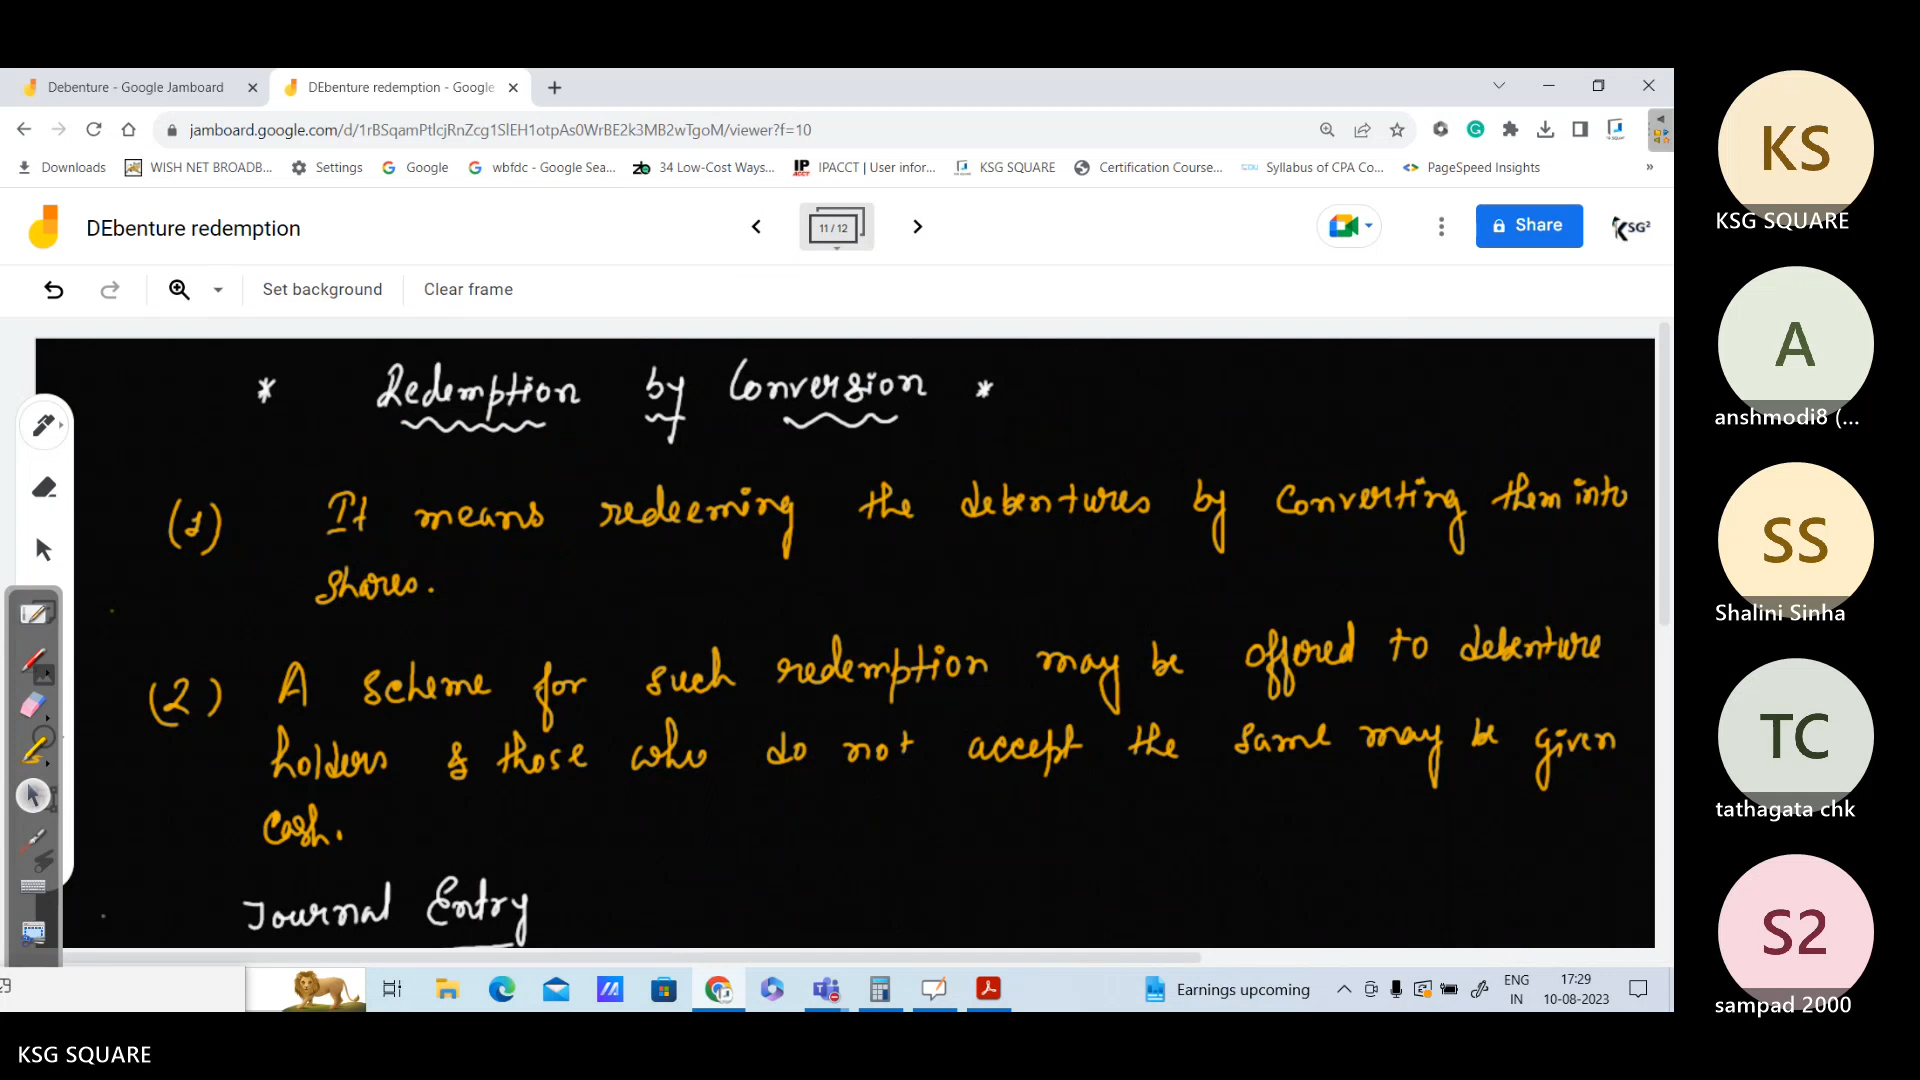 Debenture - Google Jamboard
DEbenture redemption - Google
jamboard.google.com/d/1rBSqamPtlcjRnZcg1SlEH1otpAs0WrBE2k3MB2wTgoM/viewer?f=10
Downloads WISH NET BROADB... Settings Google wbfdc - Google Sea... 34 Low-Cost Ways... IPACCT | User infor... KSG SQUARE Certification Course... Syllabus of CPA Co... PageSpeed Insights »
DEbenture redemption
11 / 12
Share
KSG²
Set background
Clear frame
* Redemption by Conversion *
(1) It means redeeming the debentures by Converting them into
shares.
(2) A scheme for such redemption may be offered to debenture
holders & those who do not accept the same may be given
Cash.
Journal Entry
Earnings upcoming
ENG
IN
17:29
10-08-2023
KS
KSG SQUARE
A
anshmodi8 (...
SS
Shalini Sinha
TC
tathagata chk
S2
sampad 2000
KSG SQUARE